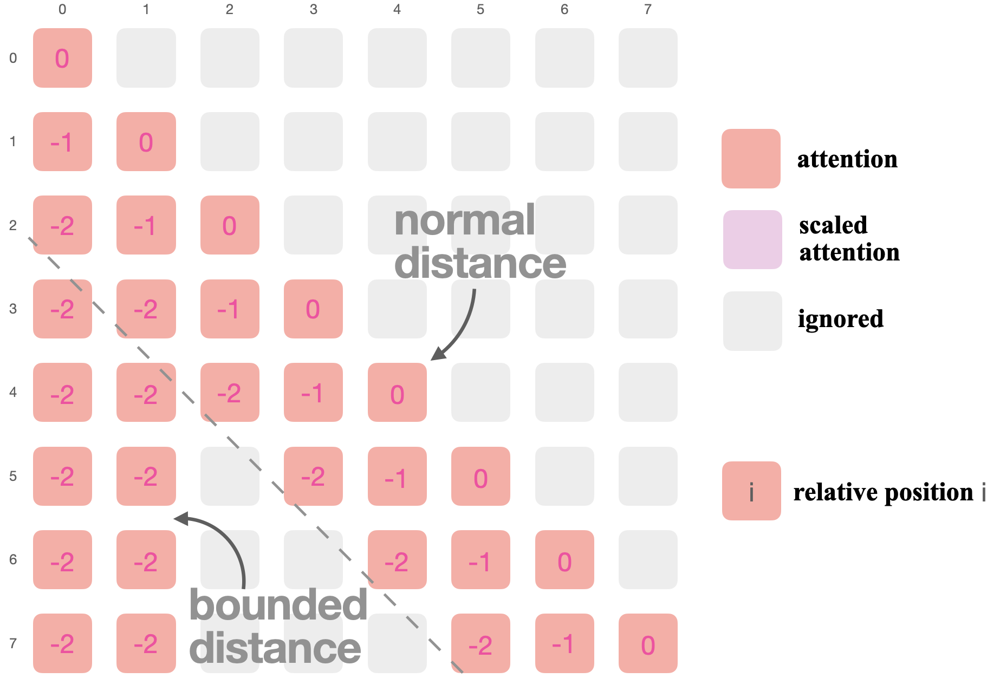 0 1 2 3 4 5 6 7
0 0
1 -1 0
2 -2 -1 0
normal
distance
3 -2 -2 -1 0
4 -2 -2 -2 -1 0
5 -2 -2 -2 -1 0
6 -2 -2 -2 -1 0
bounded
distance
7 -2 -2 -2 -1 0
attention
scaled
attention
ignored
i relative position i